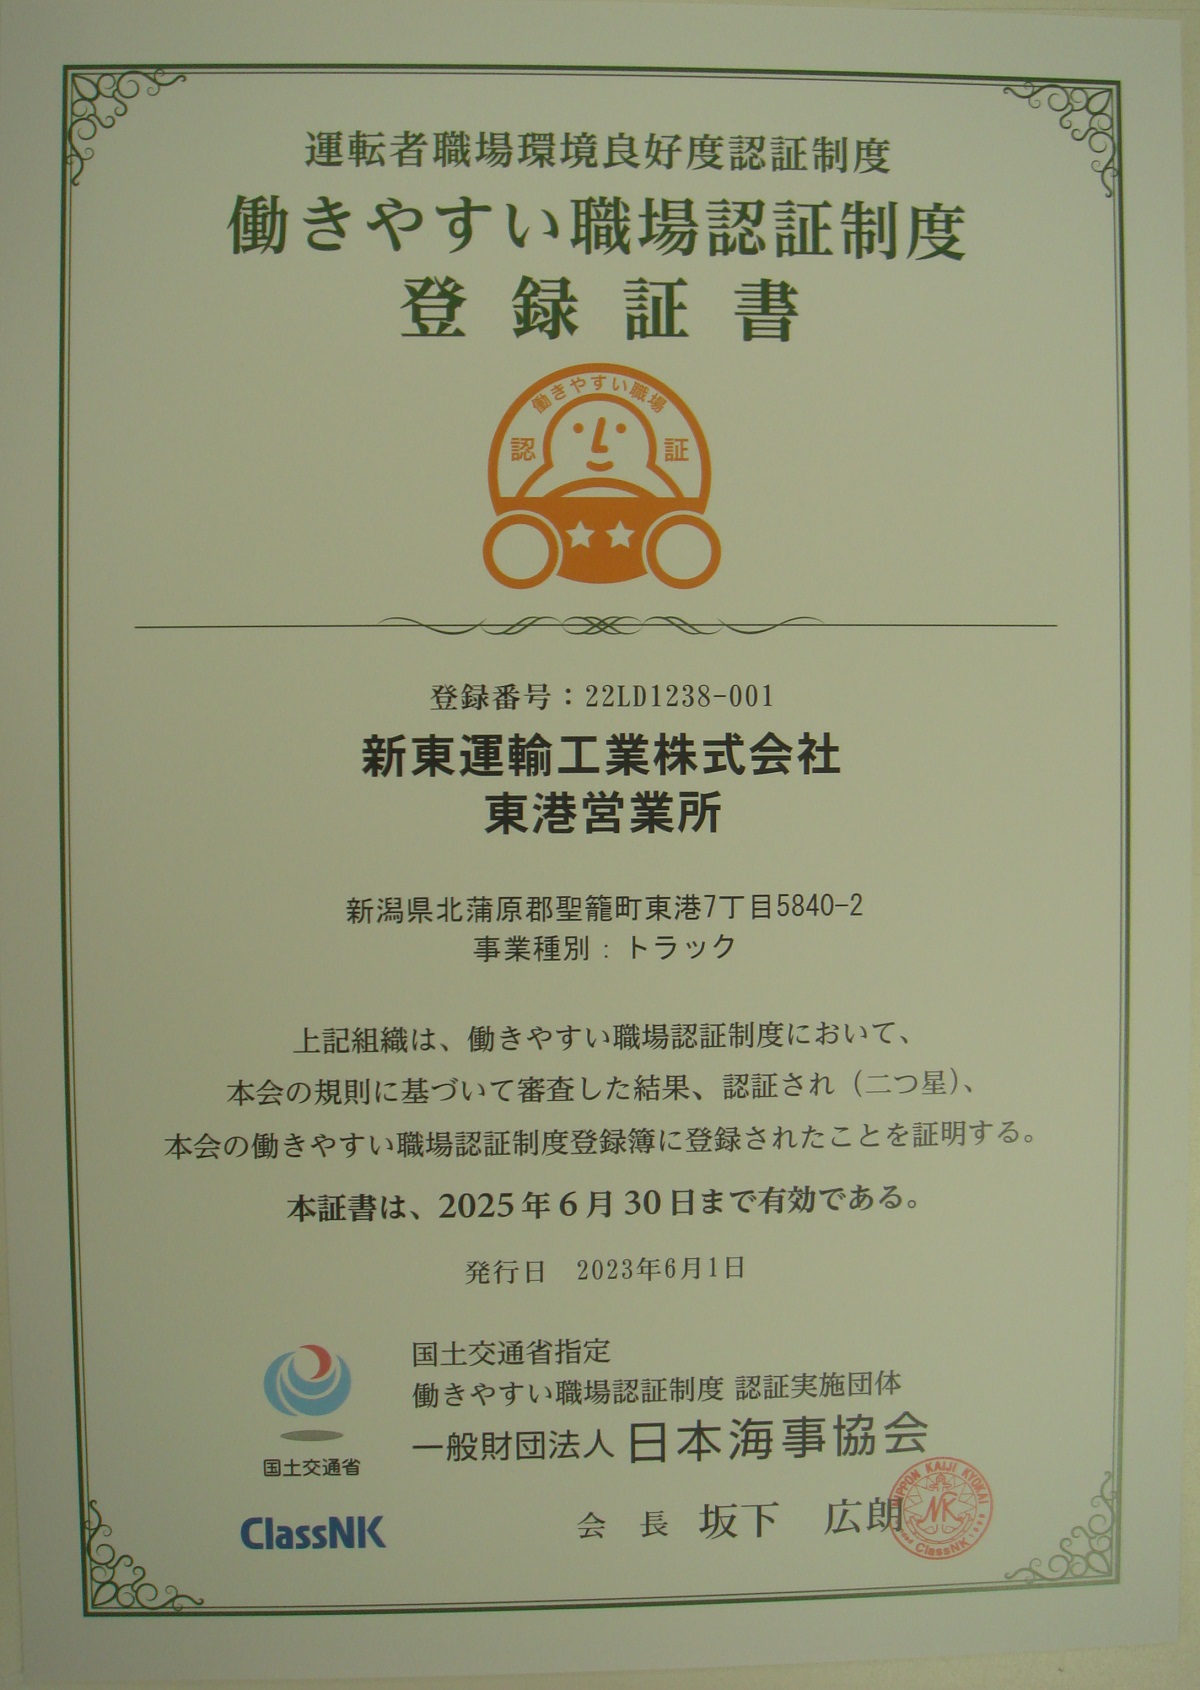 運転者職場環境良好度認証制度
働きやすい職場認証制度
登録証書
働きやすい職場
認 証
登録番号：22LD1238-001
新東運輸工業株式会社
東港営業所
新潟県北蒲原郡聖籠町東港7丁目5840-2
事業種別：トラック
上記組織は、働きやすい職場認証制度において、
本会の規則に基づいて審査した結果、認証され（二つ星）、
本会の働きやすい職場認証制度登録簿に登録されたことを証明する。
本証書は、2025年6月30日まで有効である。
発行日 2023年6月1日
国土交通省指定
働きやすい職場認証制度 認証実施団体
一般財団法人 日本海事協会
国土交通省
ClassNK
会 長 坂下 広朗
NIPPON KAIJI KYOKAI
NK
ClassNK